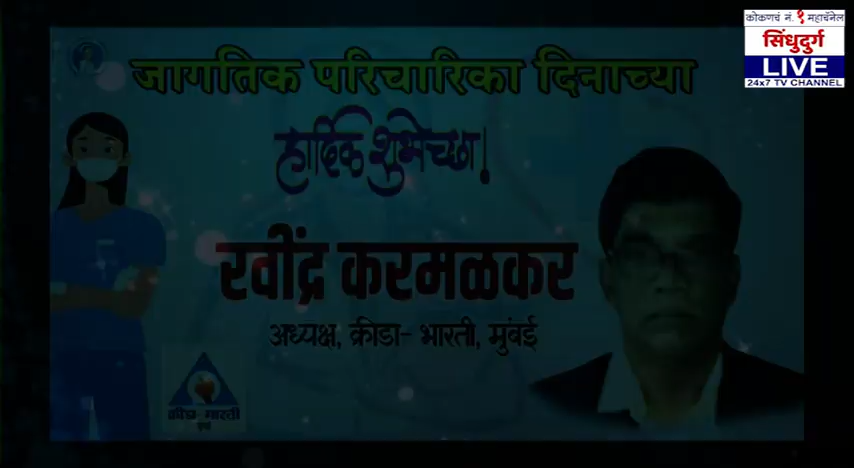 कोकणचं नं. १ महाचॅनेल
सिंधुदुर्ग
LIVE
24x7 TV CHANNEL
जागतिक परिचारिका दिनाच्या
हार्दिक शुभेच्छा!
रवींद्र करमळकर
अध्यक्ष, क्रीडा- भारती, मुंबई
क्रीडा भारती